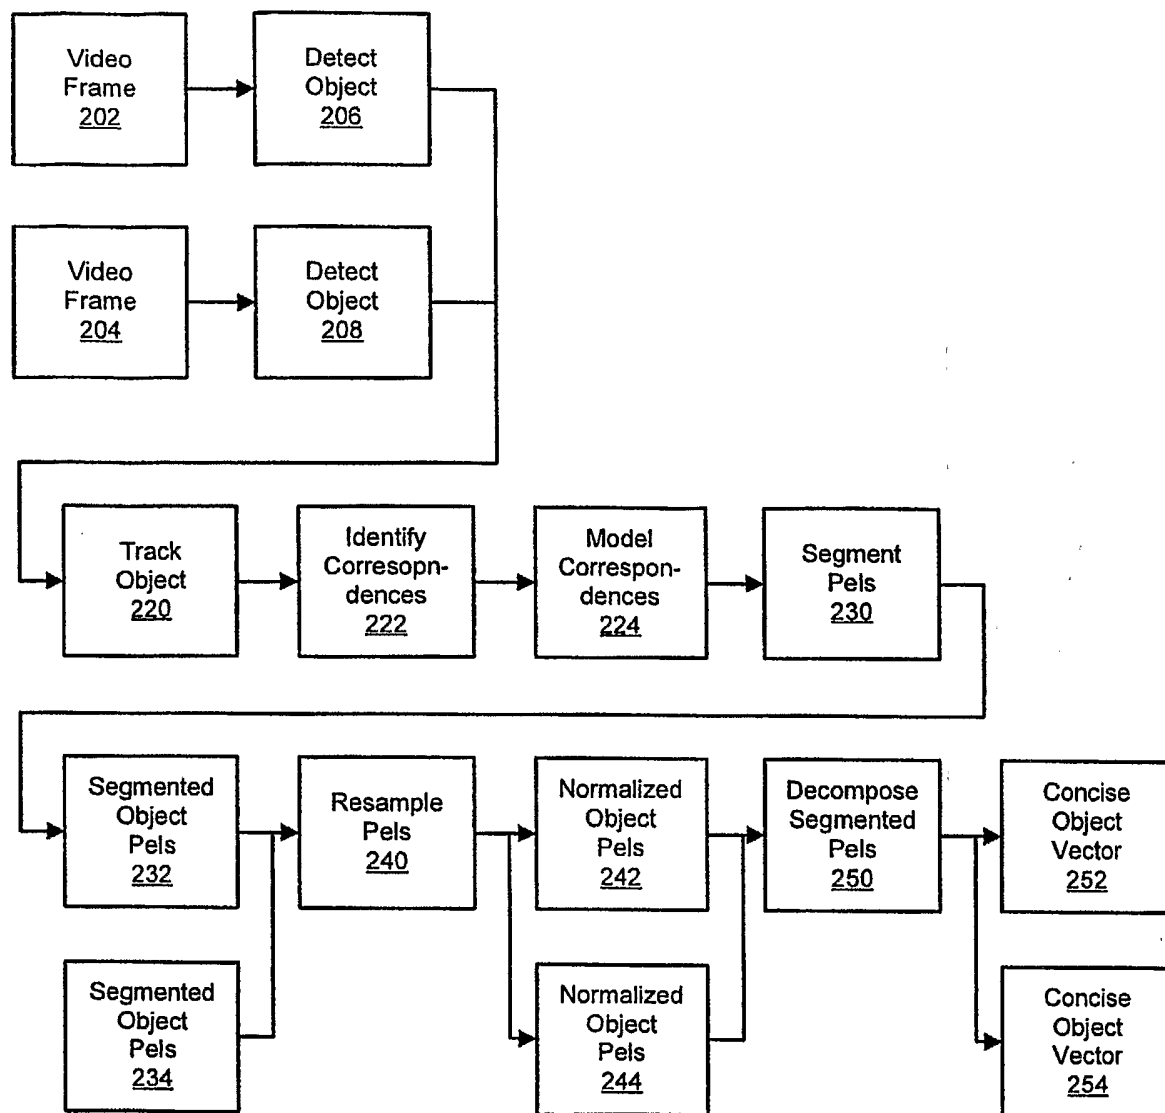 Video
Frame
202
Detect
Object
206
Video
Frame
204
Detect
Object
208
Track
Object
220
Identify
Corresopn-
dences
222
Model
Correspon-
dences
224
Segment
Pels
230
Segmented
Object
Pels
232
Resample
Pels
240
Normalized
Object
Pels
242
Decompose
Segmented
Pels
250
Concise
Object
Vector
252
Segmented
Object
Pels
234
Normalized
Object
Pels
244
Concise
Object
Vector
254